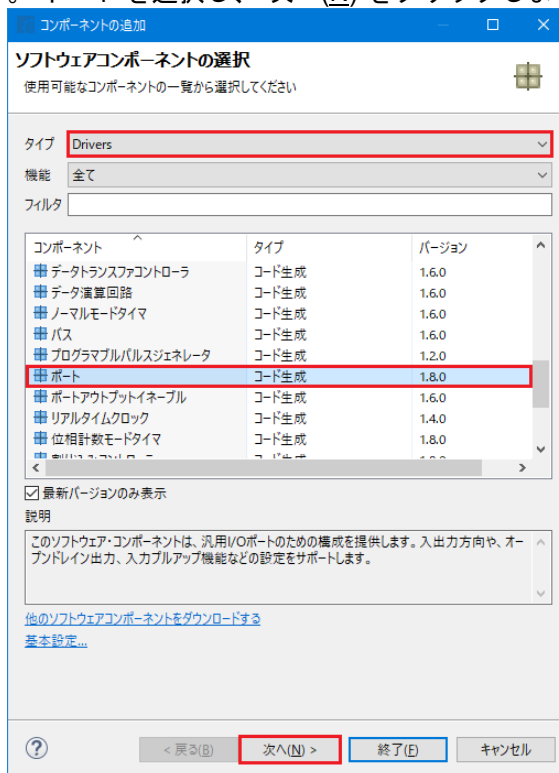 コンポーネントの追加
ソフトウェアコンポーネントの選択
使用可能なコンポーネントの一覧から選択してください
タイプ Drivers
機能 全て
フィルタ
コンポーネント タイプ バージョン
データトランスファコントローラ コード生成 1.6.0
データ演算回路 コード生成 1.6.0
ノーマルモードタイマ コード生成 1.6.0
バス コード生成 1.6.0
プログラマブルパルスジェネレータ コード生成 1.2.0
ポート コード生成 1.8.0
ポートアウトプットイネーブル コード生成 1.6.0
リアルタイムクロック コード生成 1.4.0
位相計数モードタイマ コード生成 1.8.0
最新バージョンのみ表示
説明
このソフトウェア・コンポーネントは、汎用I/Oポートのための構成を提供します。入出力方向や、オー
プンドレイン出力、入力プルアップ機能などの設定をサポートします。
他のソフトウェアコンポーネントをダウンロードする
基本設定...
< 戻る(B) 次へ(N) > 終了(F) キャンセル